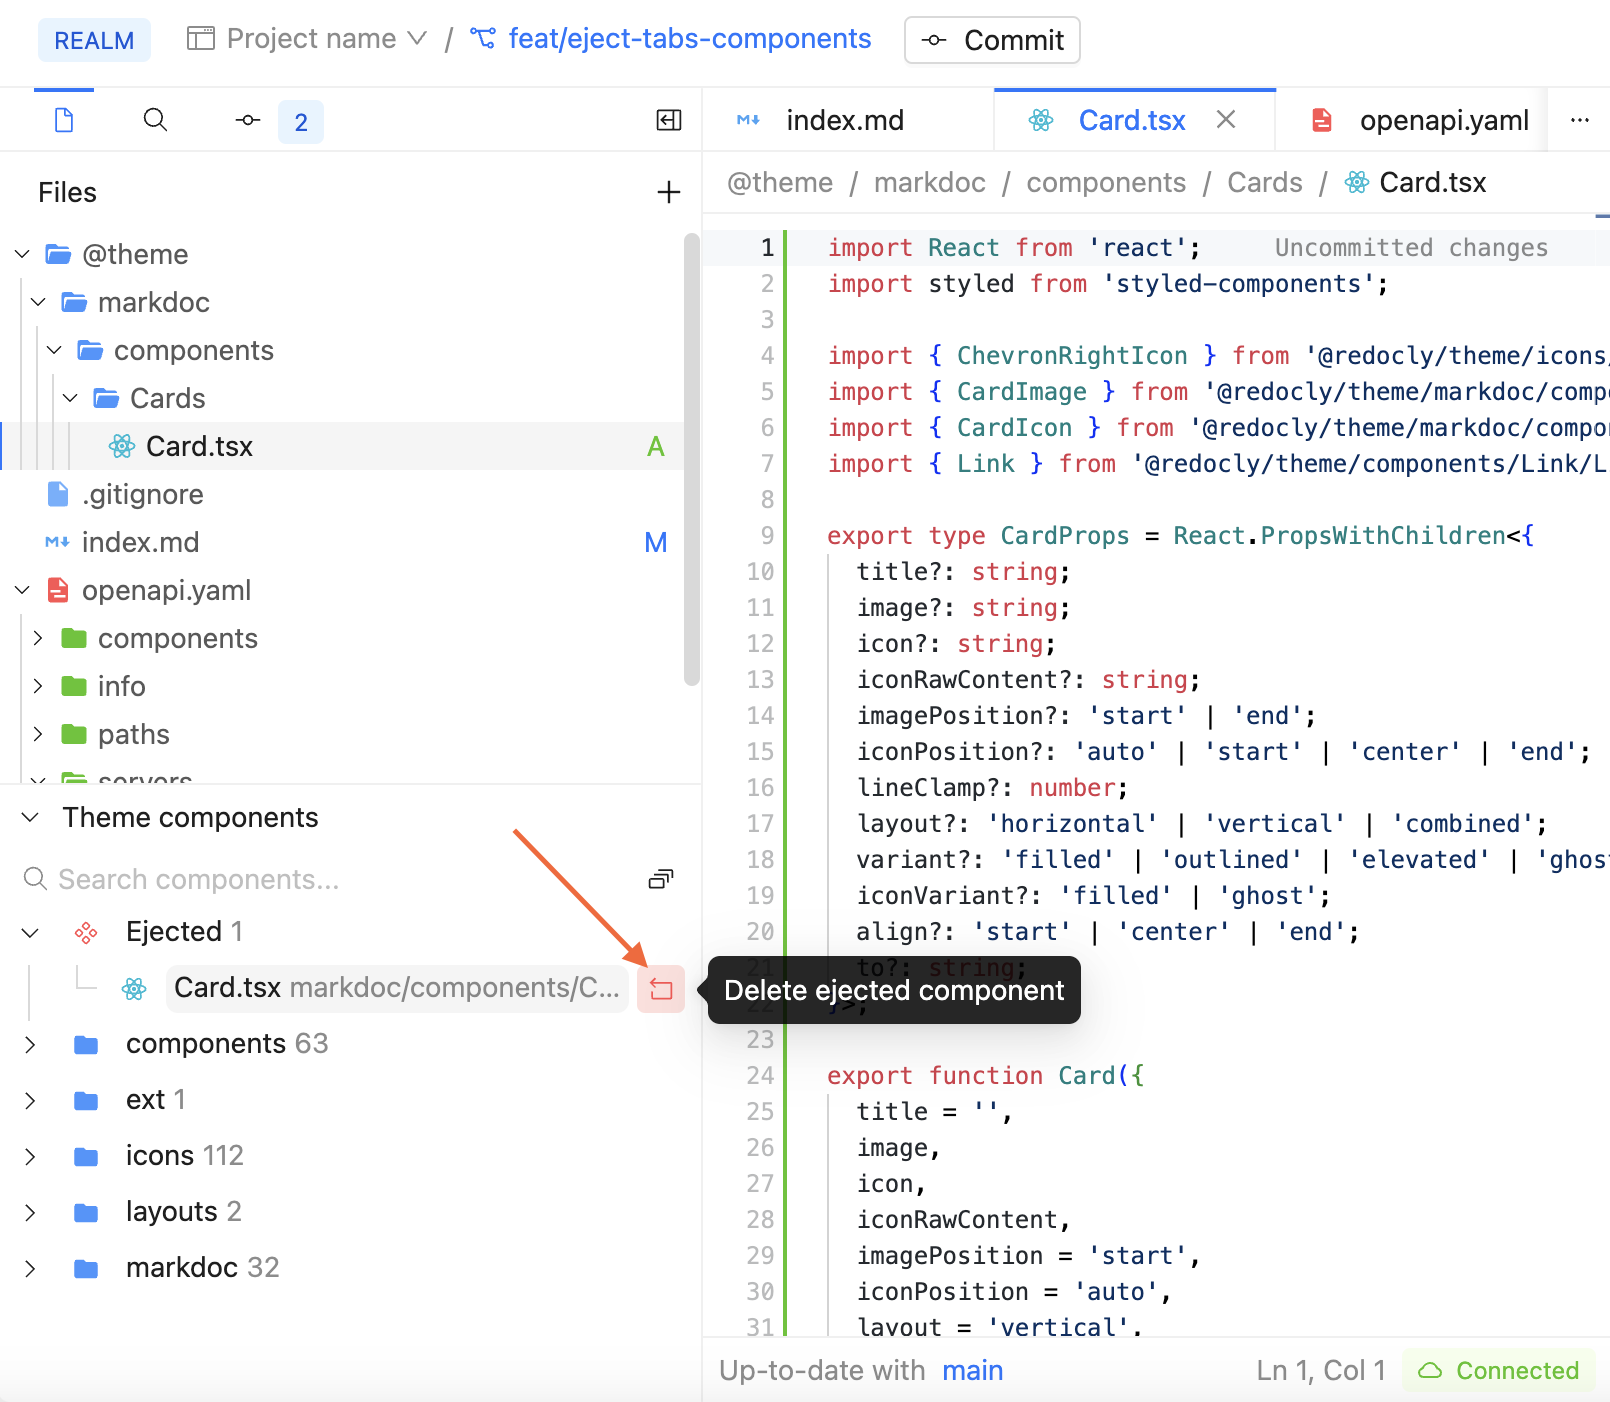 REALM Project name / feat/eject-tabs-components Commit
2
index.md Card.tsx openapi.yaml ...
Files
@theme / markdoc / components / Cards / Card.tsx
@theme
markdoc
components
Cards
Card.tsx A
.gitignore
index.md M
openapi.yaml
components
info
paths
servers
Theme components
Search components...
Ejected 1
Card.tsx markdoc/components/C...
Delete ejected component
components 63
ext 1
icons 112
layouts 2
markdoc 32
1 import React from 'react'; Uncommitted changes
2 import styled from 'styled-components';
3
4 import { ChevronRightIcon } from '@redocly/theme/icons/
5 import { CardImage } from '@redocly/theme/markdoc/comp
6 import { CardIcon } from '@redocly/theme/markdoc/compo
7 import { Link } from '@redocly/theme/components/Link/L
8
9 export type CardProps = React.PropsWithChildren<{
10 title?: string;
11 image?: string;
12 icon?: string;
13 iconRawContent?: string;
14 imagePosition?: 'start' | 'end';
15 iconPosition?: 'auto' | 'start' | 'center' | 'end';
16 lineClamp?: number;
17 layout?: 'horizontal' | 'vertical' | 'combined';
18 variant?: 'filled' | 'outlined' | 'elevated' | 'ghos
19 iconVariant?: 'filled' | 'ghost';
20 align?: 'start' | 'center' | 'end';
21 to?: string;
22 }>;
23
24 export function Card({
25 title = '',
26 image,
27 icon,
28 iconRawContent,
29 imagePosition = 'start',
30 iconPosition = 'auto',
31 layout = 'vertical',
Up-to-date with main Ln 1, Col 1 Connected